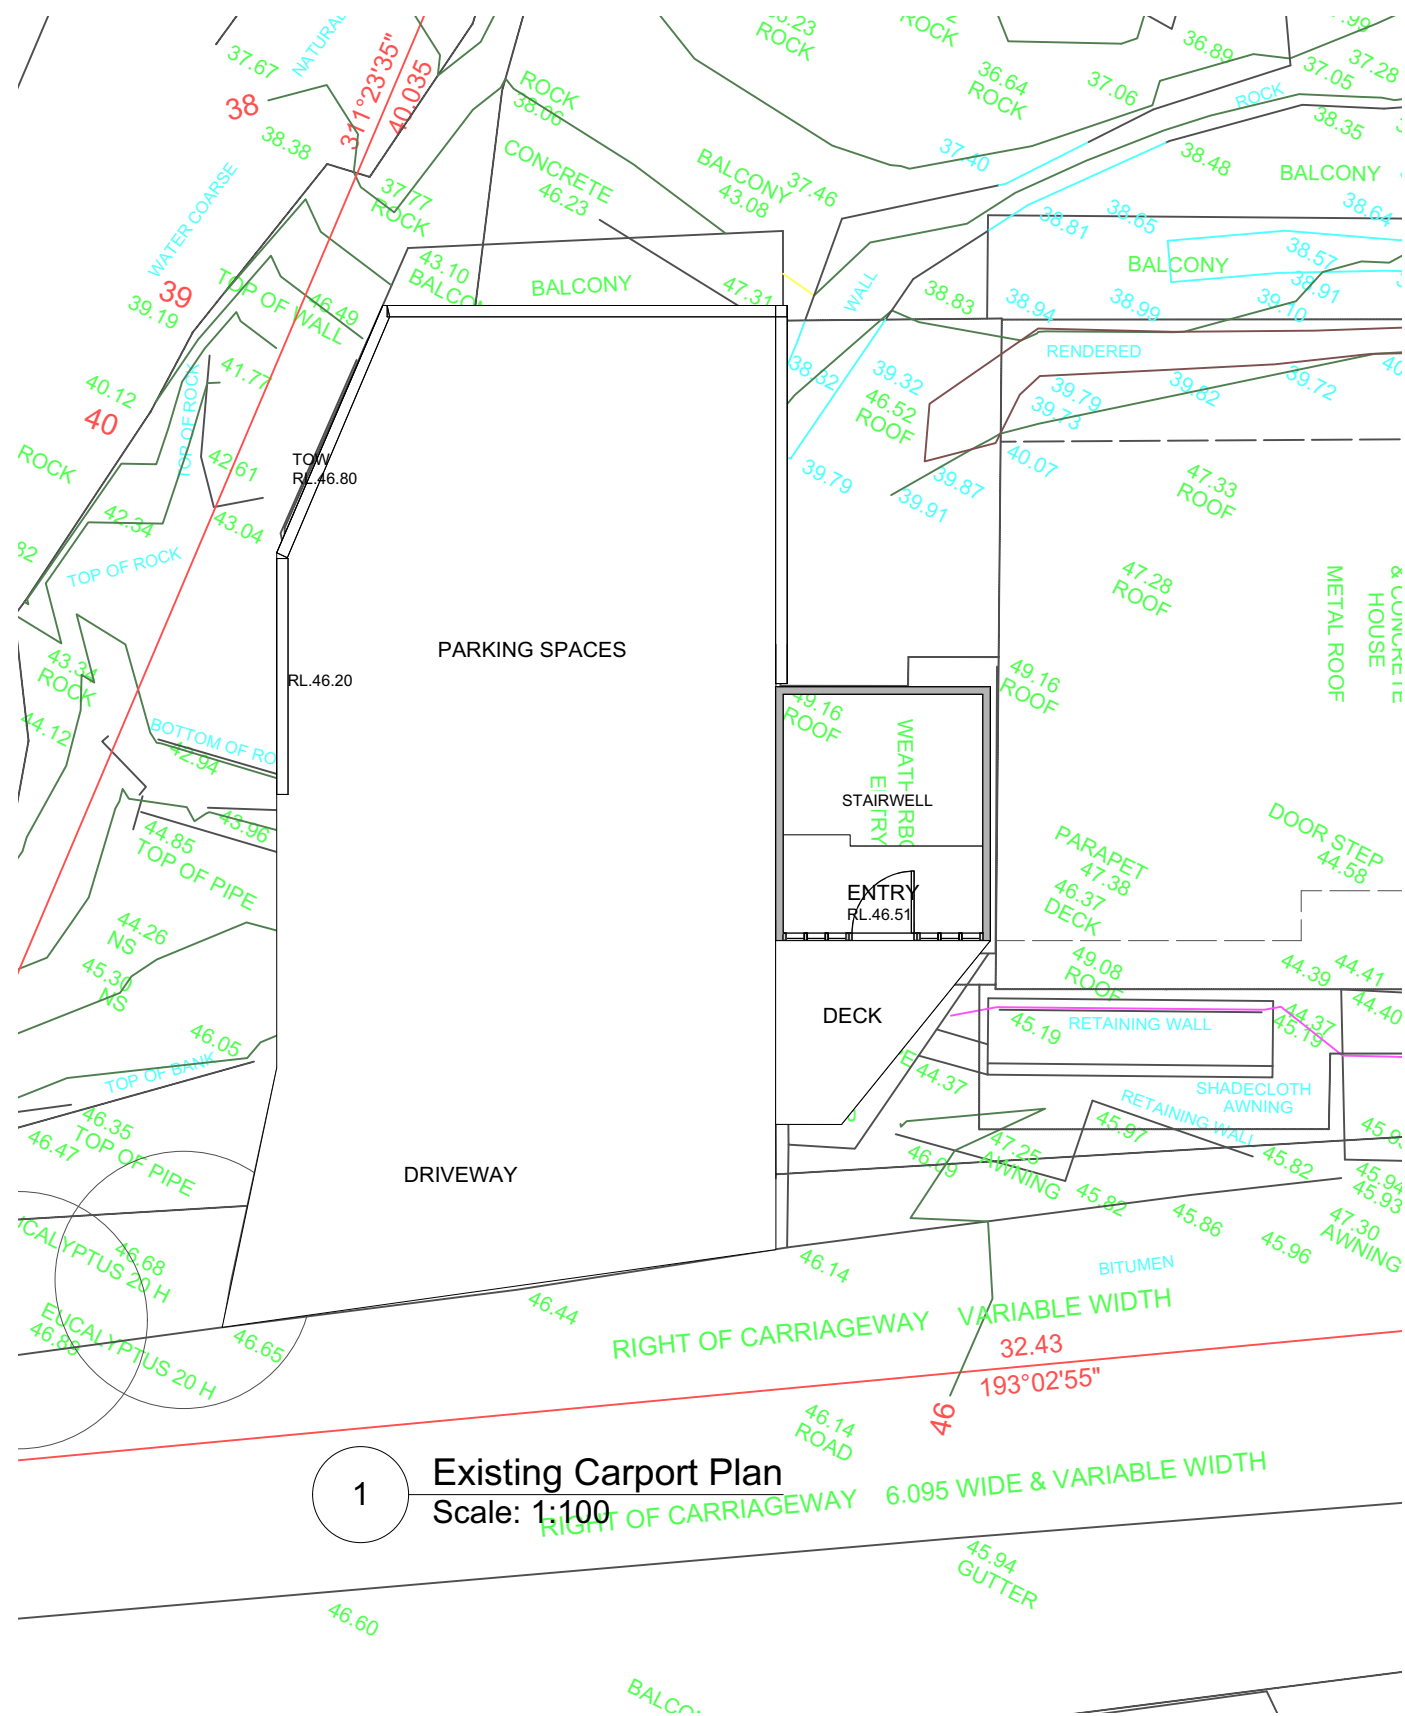 37.67
NATURAL
38
38.38
311°23'35"
40.035
ROCK
38.06
ROCK
ROCK
36.64
ROCK
37.06
36.89
37.05
37.28
ROCK
38.35
38.48
BALCONY
37.40
CONCRETE
46.23
BALCONY
43.08
37.46
37.77
ROCK
WATER COARSE
39
39.19
TOP OF WALL
46.49
43.10
BALCONY
47.31
WALL
38.83
38.81
38.65
38.64
BALCONY
38.57
38.91
39.10
38.94
38.99
RENDERED
41.77
40.12
40
TOP OF ROCK
38.32
39.32
46.52
ROOF
39.79
39.73
39.82
39.72
ROCK
42.61
TOW
RL.46.80
39.79
39.87
39.91
40.07
47.33
ROOF
42.34
43.04
TOP OF ROCK
47.28
ROOF
METAL ROOF
HOUSE
PARKING SPACES
43.34
ROCK
RL.46.20
49.16
ROOF
49.16
ROOF
44.12
BOTTOM OF RO
42.94
STAIRWELL
43.96
44.85
TOP OF PIPE
DOOR STEP
44.58
PARAPET
47.38
46.37
DECK
ENTRY
RL.46.51
44.26
NS
45.30
NS
49.08
ROOF
44.39
44.41
44.40
DECK
45.19
RETAINING WALL
44.37
45.19
46.05
TOP OF BANK
44.37
SHADECLOTH
AWNING
RETAINING WALL
46.35
TOP OF PIPE
46.47
45.97
47.25
AWNING
46.09
45.82
45.82
45.94
45.93
DRIVEWAY
45.86
45.96
47.30
AWNING
46.68
EUCALYPTUS 20 H
46.14
BITUMEN
46.44
EUCALYPTUS 20 H
46.65
RIGHT OF CARRIAGEWAY VARIABLE WIDTH
32.43
193°02'55"
46
46.14
ROAD
1
Existing Carport Plan
Scale: 1:100
RIGHT OF CARRIAGEWAY 6.095 WIDE & VARIABLE WIDTH
45.94
GUTTER
46.60